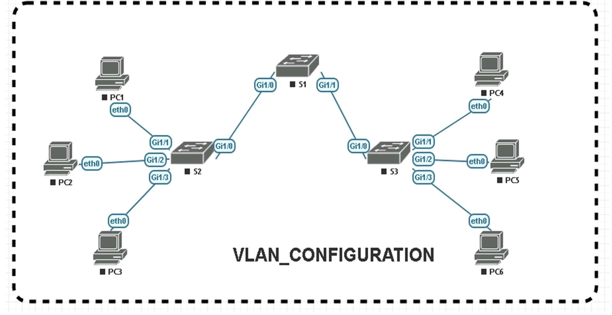 S1
Gi1/0
Gi1/1
PC1
eth0
PC4
eth0
Gi1/1
Gi1/0
Gi1/0
Gi1/1
eth0
Gi1/2
S2
S3
Gi1/2
eth0
PC2
Gi1/3
Gi1/3
PC5
eth0
eth0
PC3
VLAN_CONFIGURATION
PC6